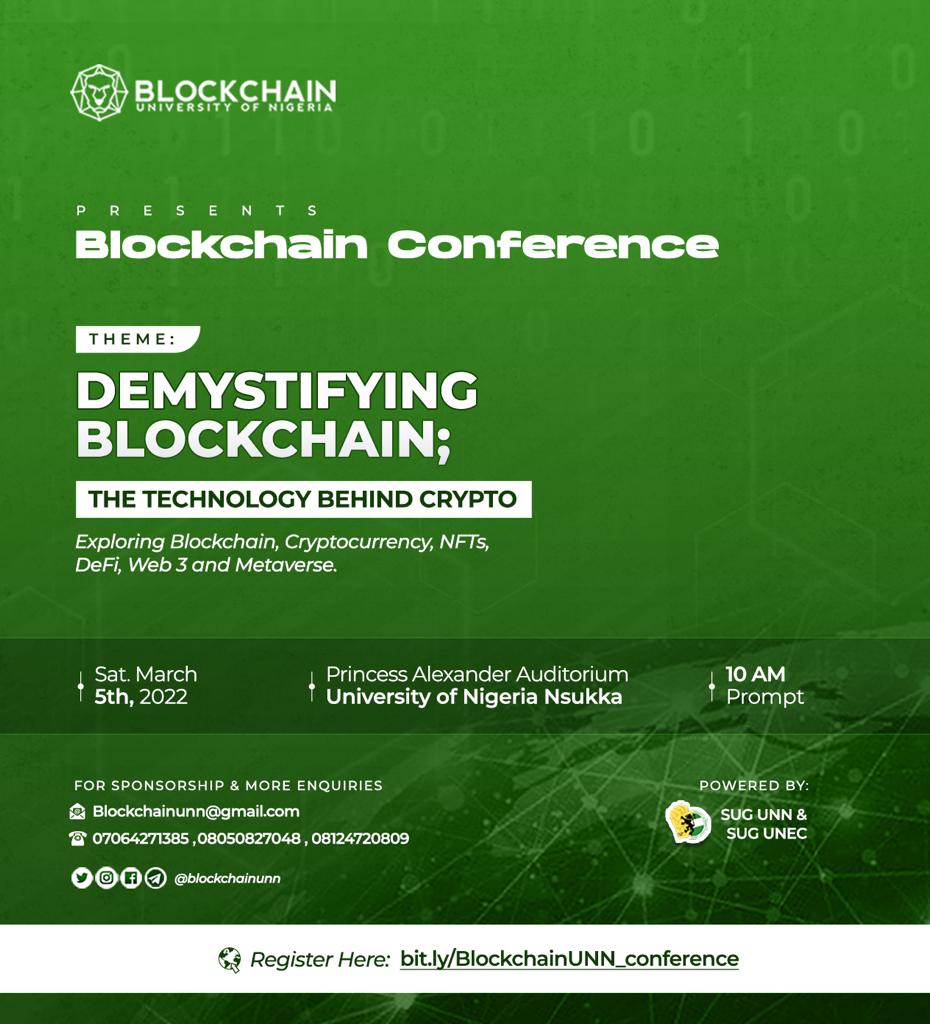 BLOCKCHAIN
UNIVERSITY OF NIGERIA
PRESENTS
Blockchain Conference
THEME:
DEMYSTIFYING
BLOCKCHAIN;
THE TECHNOLOGY BEHIND CRYPTO
Exploring Blockchain, Cryptocurrency, NFTs,
DeFi, Web 3 and Metaverse.
Sat. March
5th, 2022
Princess Alexander Auditorium
University of Nigeria Nsukka
10 AM
Prompt
FOR SPONSORSHIP & MORE ENQUIRIES
Blockchainunn@gmail.com
07064271385 ,08050827048 , 08124720809
@blockchainunn
POWERED BY:
SUG UNN &
SUG UNEC
Register Here: bit.ly/BlockchainUNN_conference